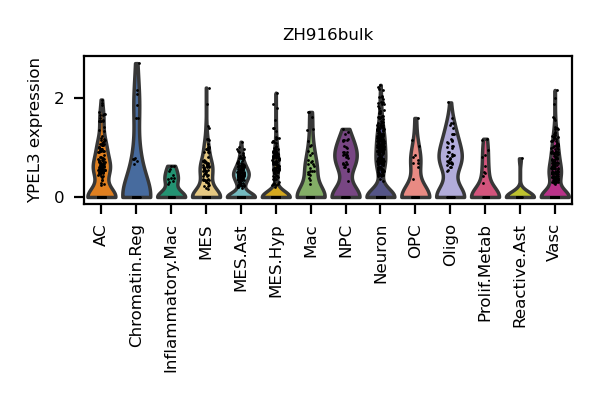 ZH916bulk
YPEL3 expression
2
0
AC
Chromatin.Reg
Inflammatory.Mac
MES
MES.Ast
MES.Hyp
Mac
NPC
Neuron
OPC
Oligo
Prolif.Metab
Reactive.Ast
Vasc